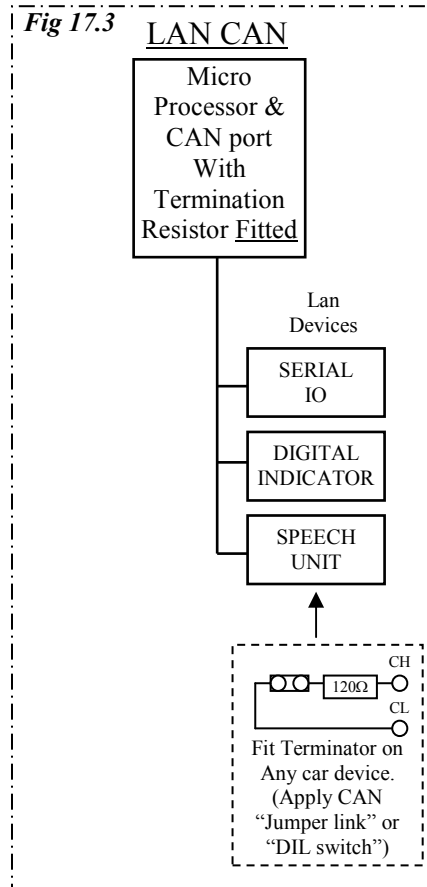 Fig 17.3
LAN CAN
Micro
Processor &
CAN port
With
Termination
Resistor Fitted
Lan
Devices
SERIAL
IO
DIGITAL
INDICATOR
SPEECH
UNIT
CH
120Ω
CL
Fit Terminator on
Any car device.
(Apply CAN
“Jumper link” or
“DIL switch”)